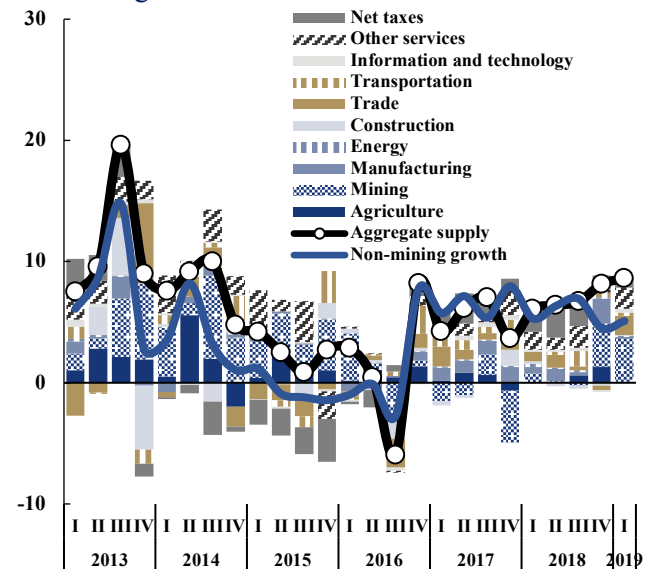 30
20
10
0
-10
Net taxes
Other services
Information and technology
Transportation
Trade
Construction
Energy
Manufacturing
Mining
Agriculture
Aggregate supply
Non-mining growth
I II III IV I II III IV I II III IV I II III IV I II III IV I II III IV I
2013 2014 2015 2016 2017 2018 2019